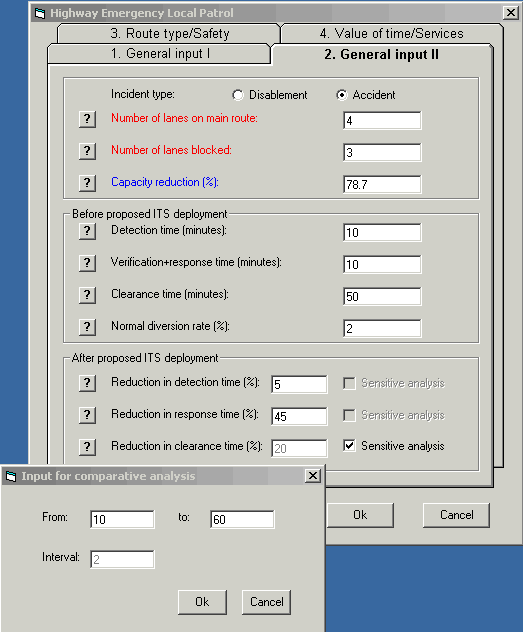 Highway Emergency Local Patrol
3. Route type/Safety
4. Value of time/Services
1. General input I
2. General input II
Incident type: Disablement Accident
? Number of lanes on main route: 4
? Number of lanes blocked: 3
? Capacity reduction (%): 78.7
Before proposed ITS deployment
? Detection time (minutes): 10
? Verification+response time (minutes): 10
? Clearance time (minutes): 50
? Normal diversion rate (%): 2
After proposed ITS deployment
? Reduction in detection time (%): 5 Sensitive analysis
? Reduction in response time (%): 45 Sensitive analysis
? Reduction in clearance time (%): 20 Sensitive analysis
Ok Cancel
Input for comparative analysis
From: 10 to: 60
Interval: 2
Ok Cancel